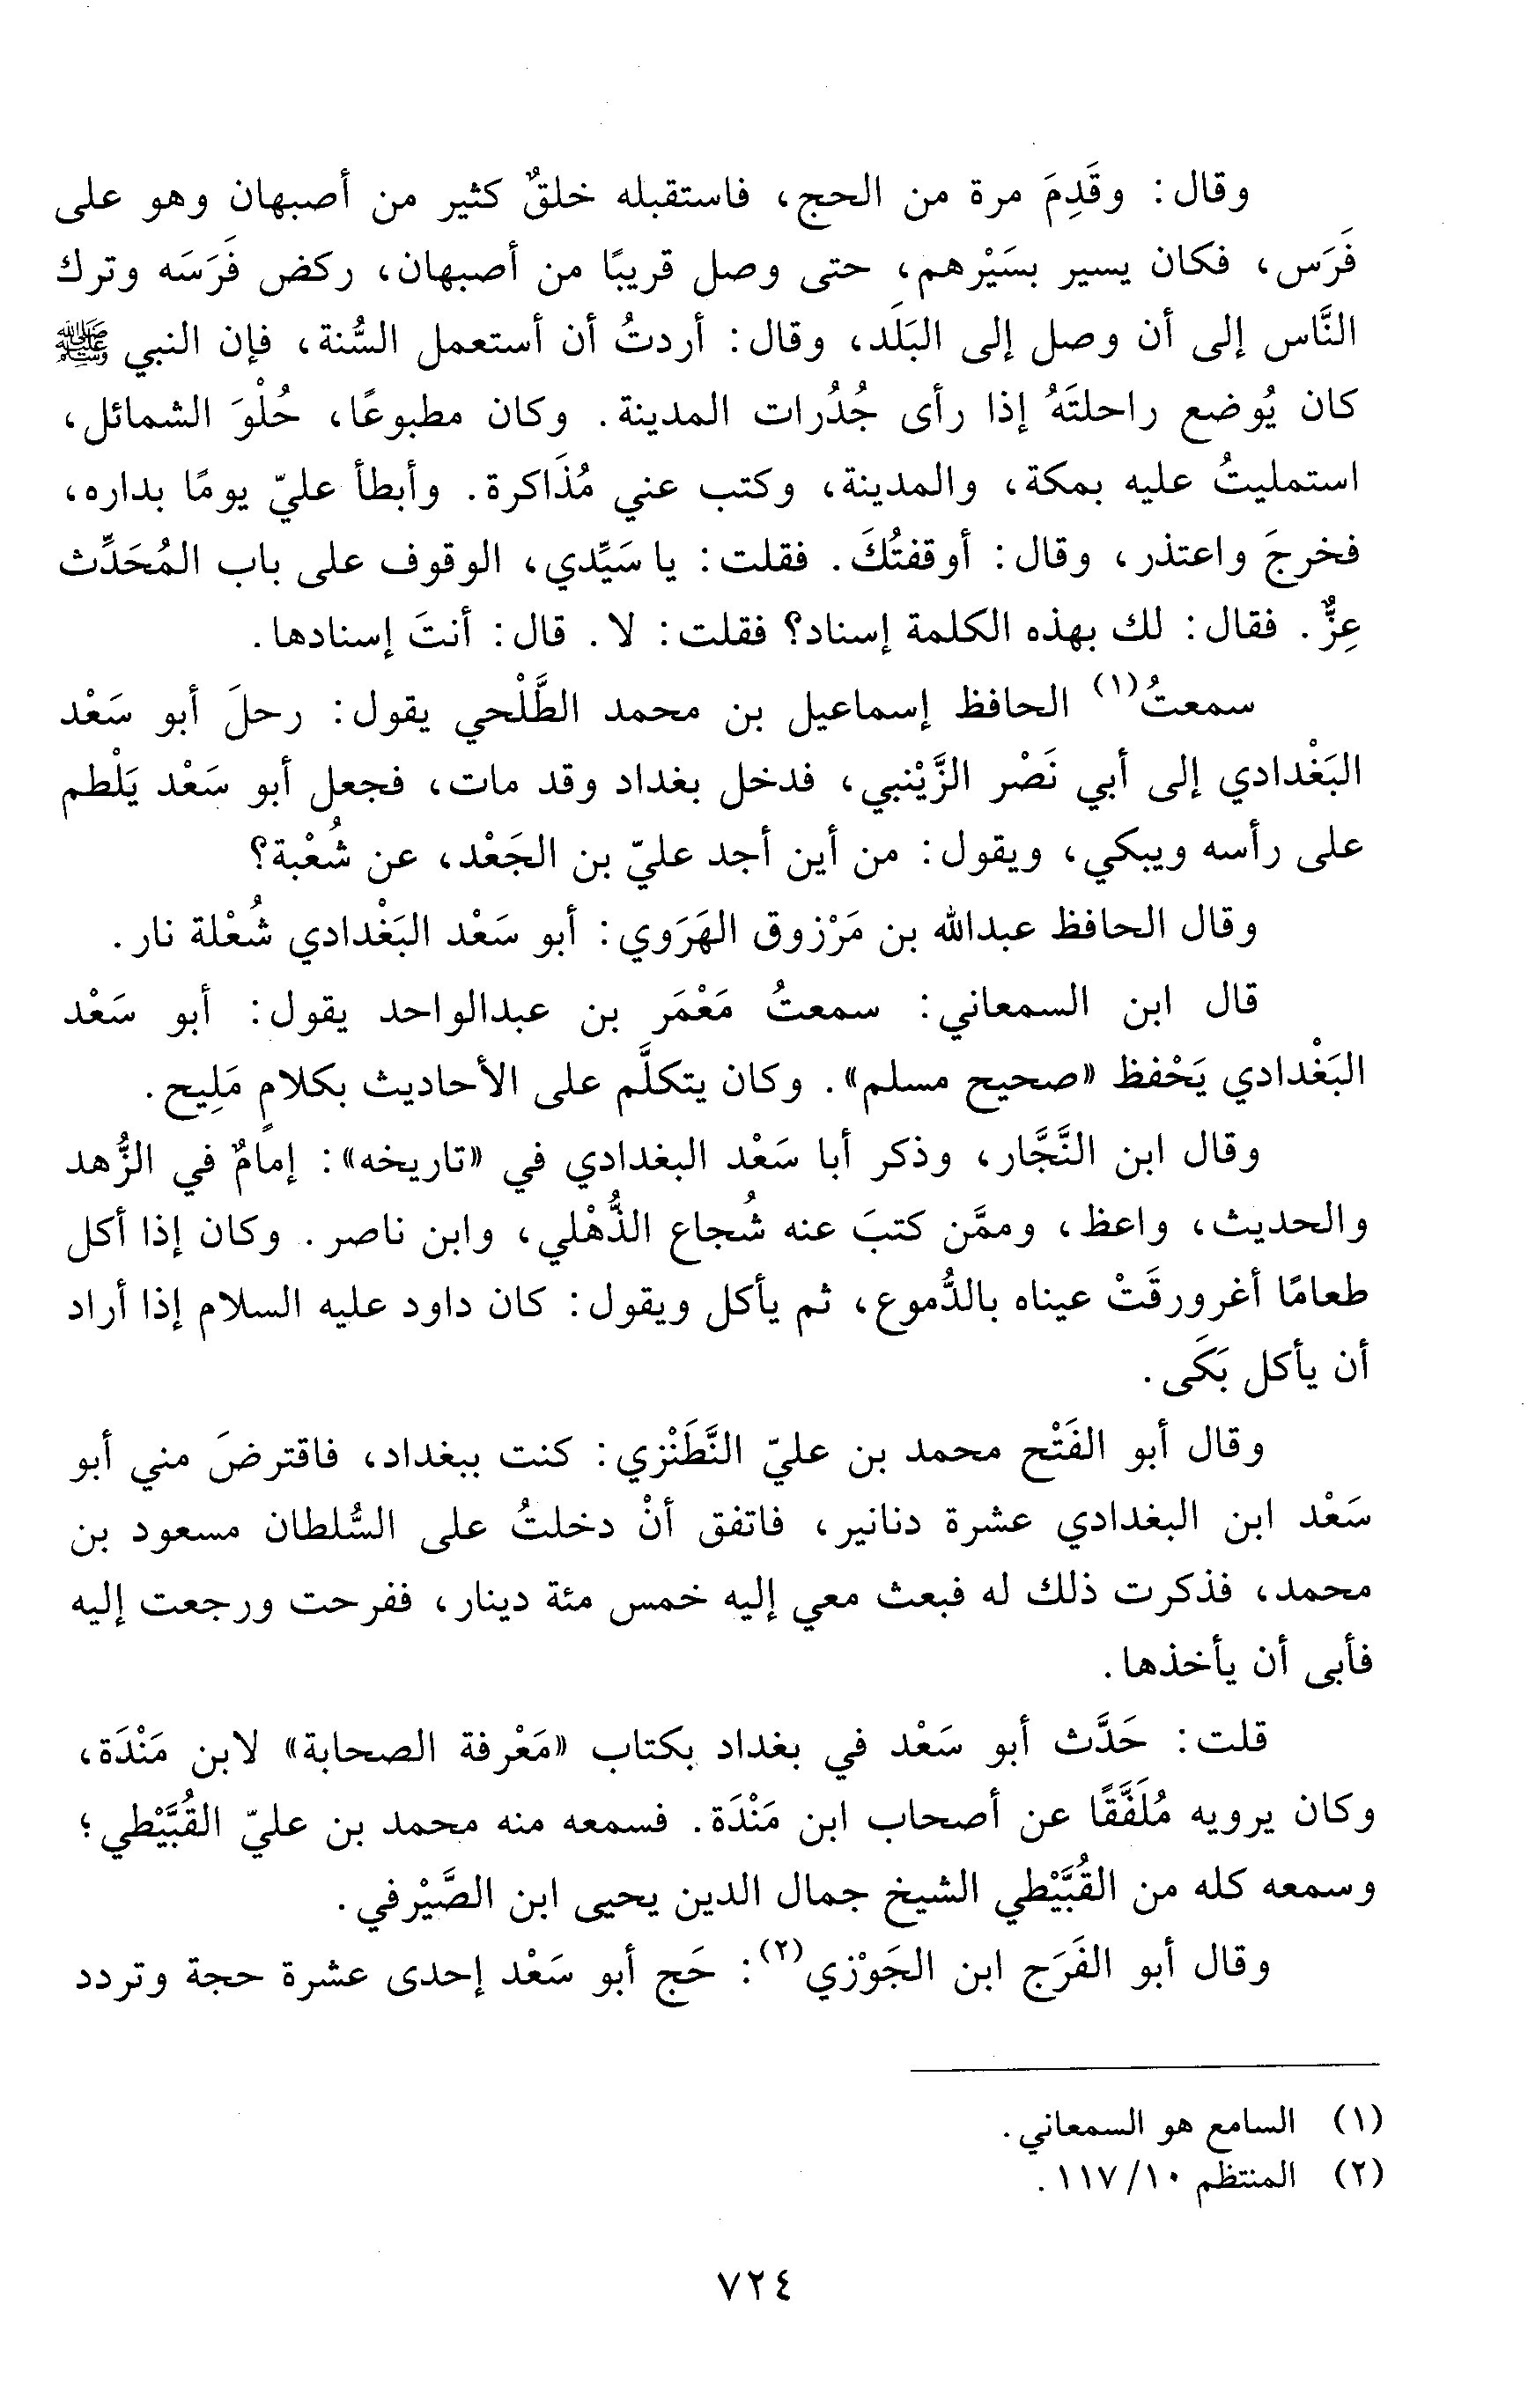 وقال: وقَدِمَ مرة من الحج، فاستقبله خلقٌ كثير من أصبهان وهو على
فَرَس، فكان يسير بسَيْرهم، حتى وصل قريبًا من أصبهان، ركض فَرَسَه وترك
النَّاس إلى أن وصل إلى البَلَد، وقال: أردتُ أن أستعمل السُّنة، فإن النبي ﷺ
كان يُوضع راحلتَهُ إذا رأى جُدُرات المدينة. وكان مطبوعًا، حُلْوَ الشمائل،
استمليتُ عليه بمكة، والمدينة، وكتب عني مُذَاكرة. وأبطأ عليّ يومًا بداره،
فخرجَ واعتذر، وقال: أوقفتُكَ. فقلت: يا سَيِّدي، الوقوف على باب المُحَدِّث
عِزٌّ. فقال: لك بهذه الكلمة إسناد؟ فقلت: لا. قال: أنتَ إسنادها.
سمعتُ(١) الحافظ إسماعيل بن محمد الطَّلْحي يقول: رحلَ أبو سَعْد
البَغْدادي إلى أبي نَصْر الزَّيْنبي، فدخل بغداد وقد مات، فجعل أبو سَعْد يَلْطم
على رأسه ويبكي، ويقول: من أين أجد عليّ بن الجَعْد، عن شُعْبة؟
وقال الحافظ عبدالله بن مَرْزوق الهَرَوي: أبو سَعْد البَغْدادي شُعْلة نار.
قال ابن السمعاني: سمعتُ مَعْمَر بن عبدالواحد يقول: أبو سَعْد
البَغْدادي يَحْفظ «صحيح مسلم». وكان يتكلَّم على الأحاديث بكلامٍ مَلِيح.
وقال ابن النَّجَّار، وذكر أبا سَعْد البغدادي في «تاريخه»: إمامٌ في الزُّهد
والحديث، واعظ، وممَّن كتبَ عنه شُجاع الذُّهْلي، وابن ناصر. وكان إذا أكل
طعامًا أغرورقَتْ عيناه بالدُّموع، ثم يأكل ويقول: كان داود عليه السلام إذا أراد
أن يأكل بَكَى.
وقال أبو الفَتْح محمد بن عليّ النَّطَنْزي: كنت ببغداد، فاقترضَ مني أبو
سَعْد ابن البغدادي عشرة دنانير، فاتفق أنْ دخلتُ على السُّلطان مسعود بن
محمد، فذكرت ذلك له فبعث معي إليه خمس مئة دينار، ففرحت ورجعت إليه
فأبى أن يأخذها.
قلت: حَدَّث أبو سَعْد في بغداد بكتاب «مَعْرفة الصحابة» لابن مَنْدَة،
وكان يرويه مُلَفَّقًا عن أصحاب ابن مَنْدَة. فسمعه منه محمد بن عليّ القُبَّيْطي؛
وسمعه كله من القُبَّيْطي الشيخ جمال الدين يحيى ابن الصَّيْرفي.
وقال أبو الفَرَج ابن الجَوْزي(٢): حَج أبو سَعْد إحدى عشرة حجة وتردد
(١) السامع هو السمعاني.
(٢) المنتظم ١٠/ ١١٧.
٧٢٤